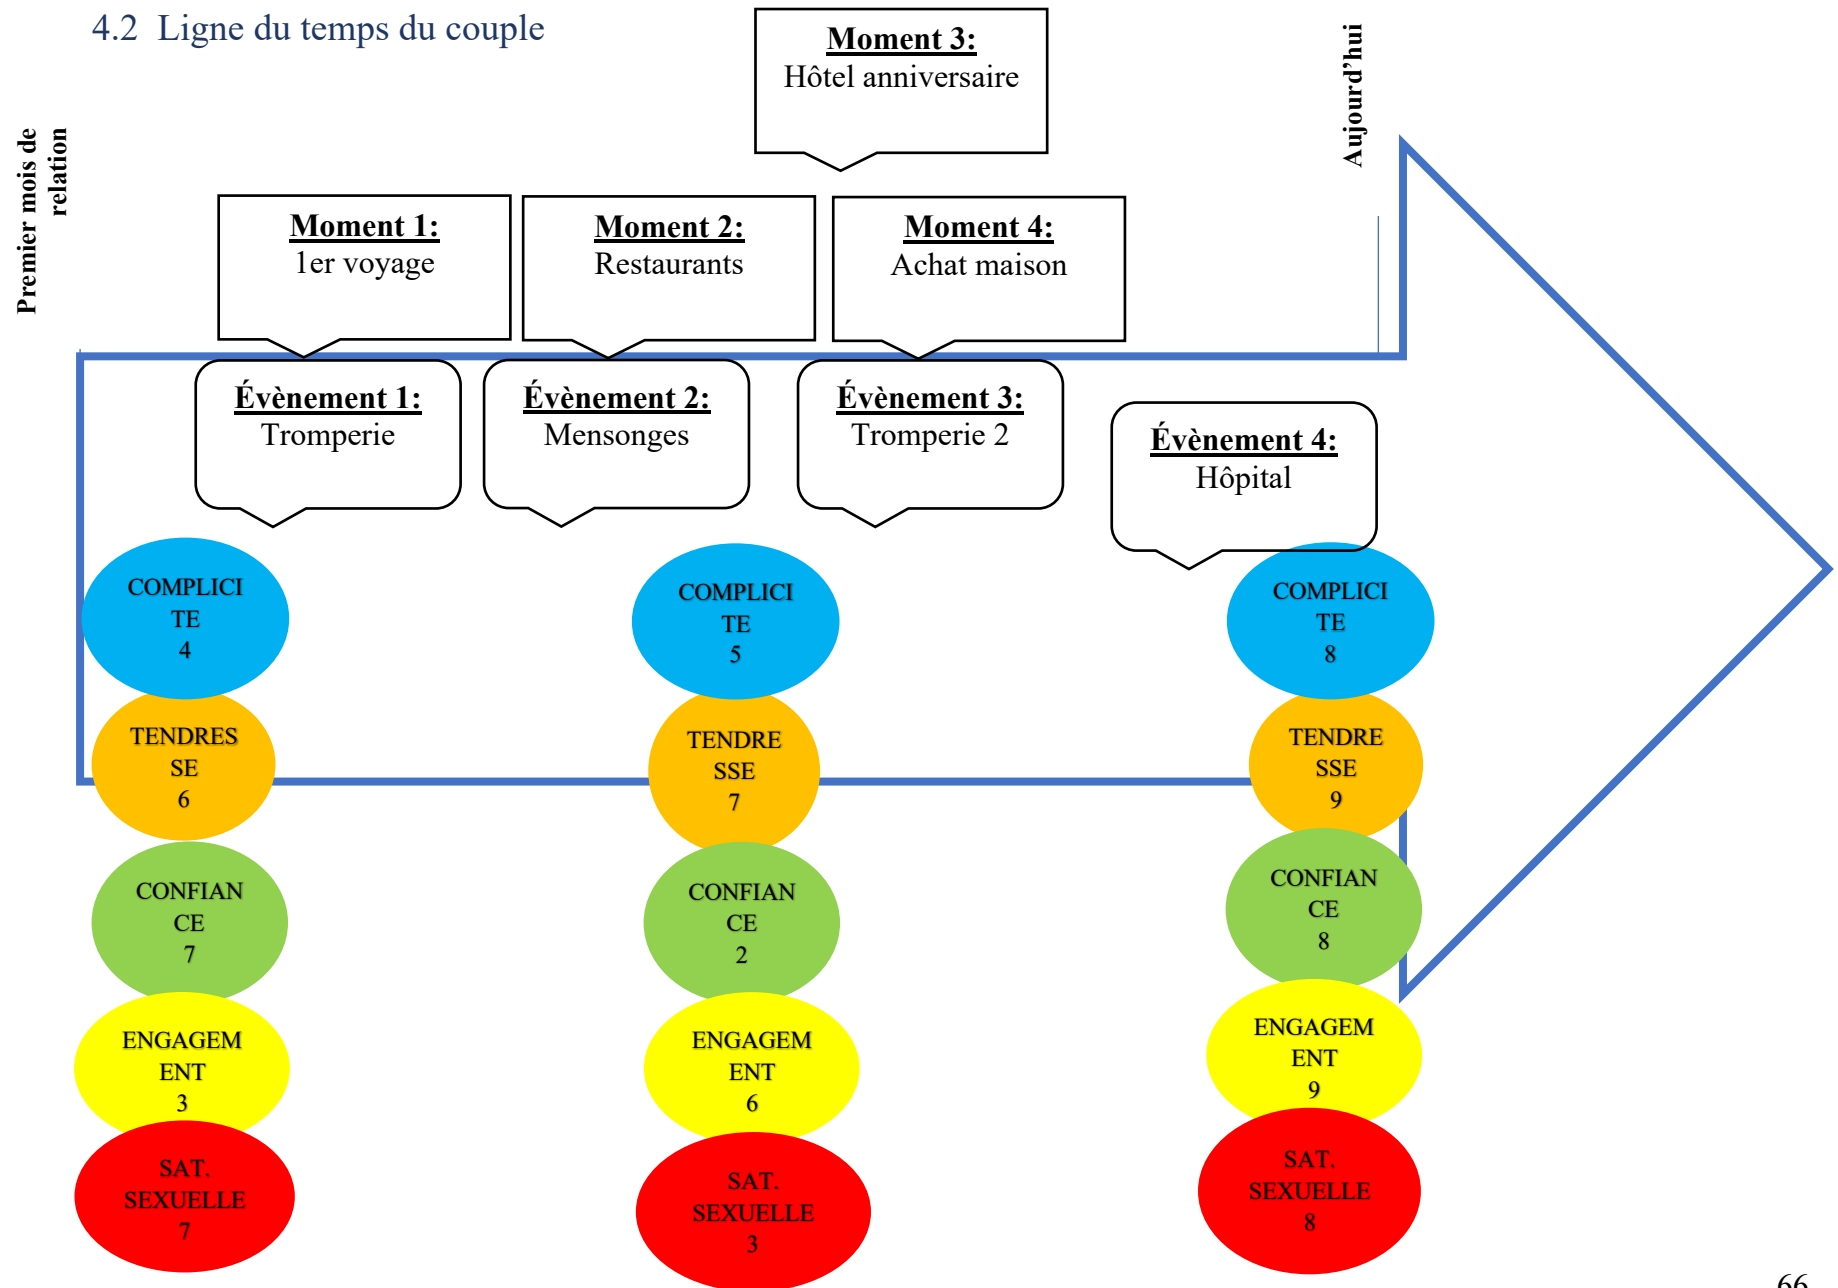 4.2 Ligne du temps du couple
Moment 3:
Hôtel anniversaire
Aujourd'hui
Premier mois de
relation
Moment 1:
1er voyage
Moment 2:
Restaurants
Moment 4:
Achat maison
Évènement 1:
Tromperie
Évènement 2:
Mensonges
Évènement 3:
Tromperie 2
Évènement 4:
Hôpital
COMPLICI
TE
4
COMPLICI
TE
5
COMPLICI
TE
8
TENDRES
SE
6
TENDRE
SSE
7
TENDRE
SSE
9
CONFIAN
CE
7
CONFIAN
CE
2
CONFIAN
CE
8
ENGAGEM
ENT
3
ENGAGEM
ENT
6
ENGAGEM
ENT
9
SAT.
SEXUELLE
7
SAT.
SEXUELLE
3
SAT.
SEXUELLE
8
66